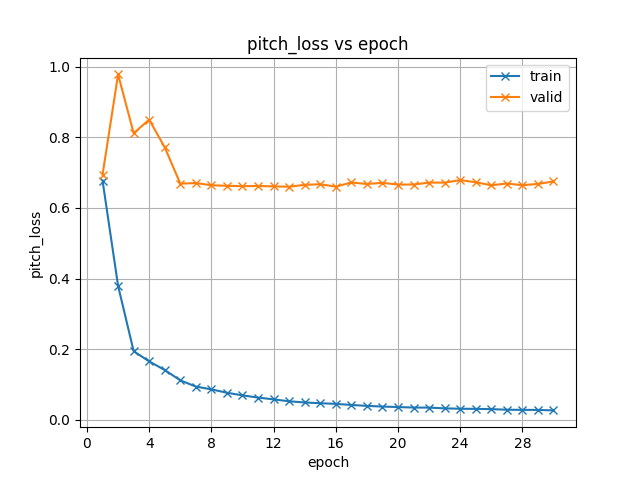 pitch_loss vs epoch
train
valid
1.0
0.8
0.6
0.4
0.2
0.0
pitch_loss
0 4 8 12 16 20 24 28
epoch